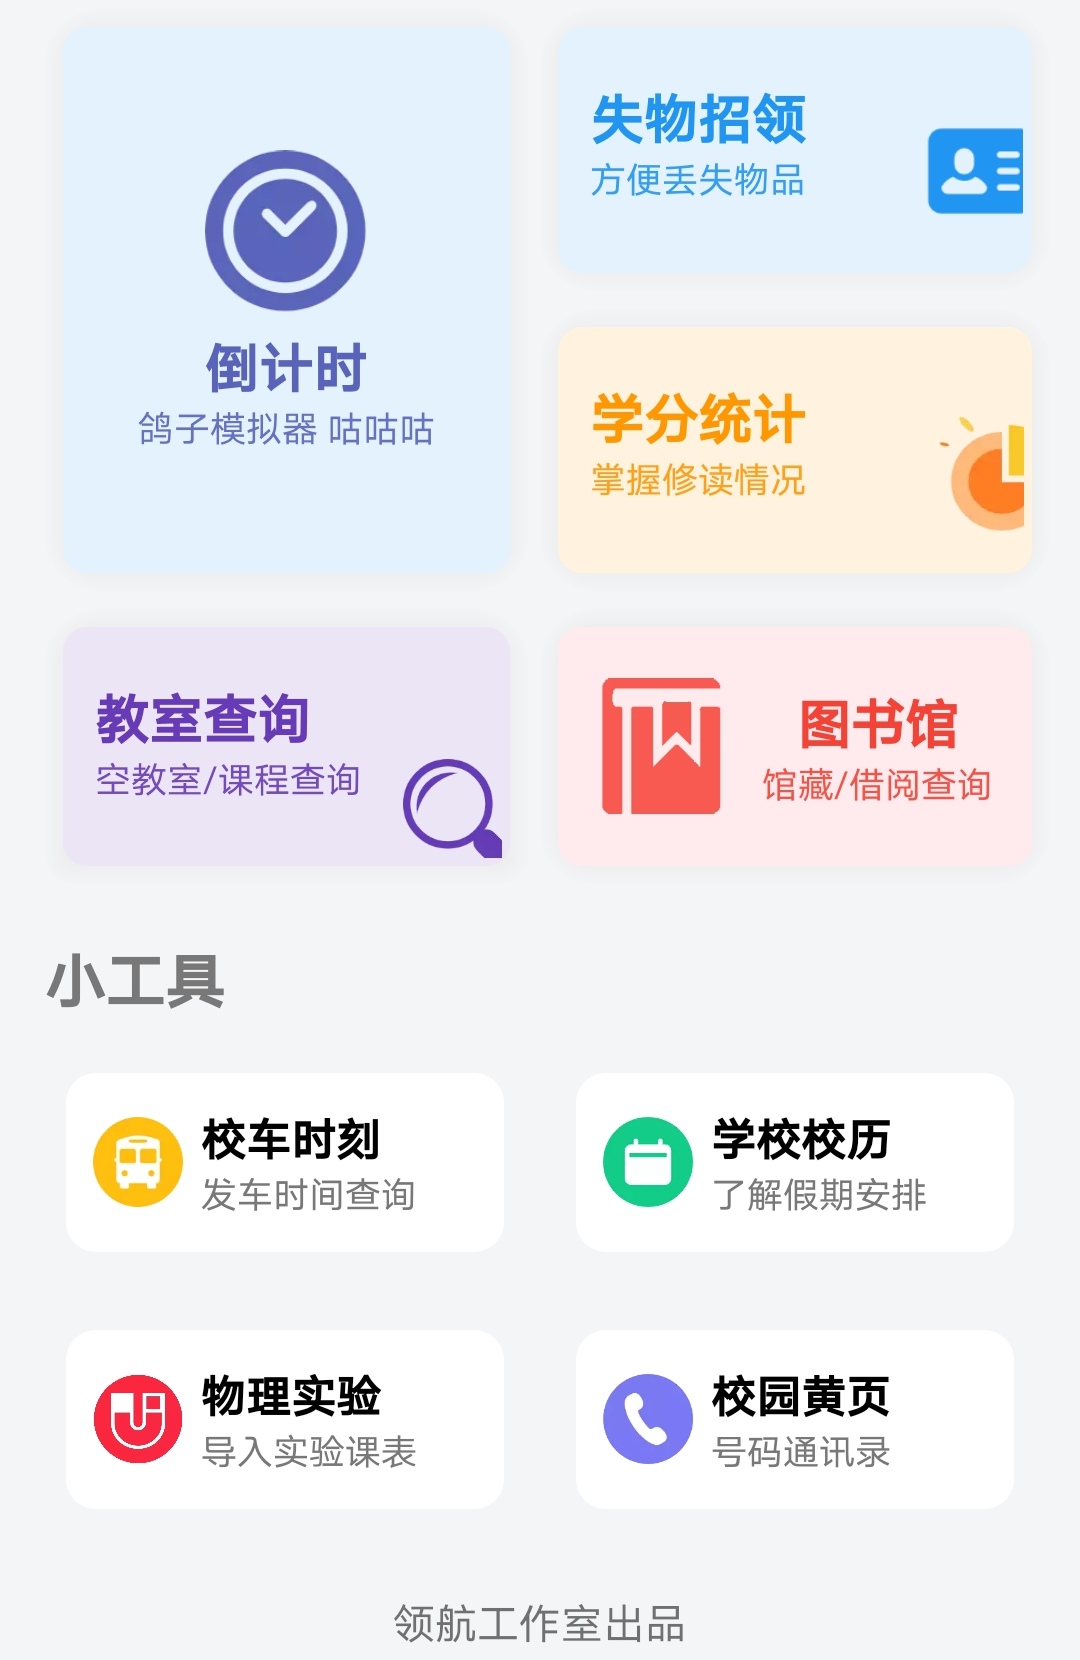 倒计时
鸽子模拟器 咕咕咕
失物招领
方便丢失物品
学分统计
掌握修读情况
教室查询
空教室/课程查询
图书馆
馆藏/借阅查询
小工具
校车时刻
发车时间查询
学校校历
了解假期安排
物理实验
导入实验课表
校园黄页
号码通讯录
领航工作室出品